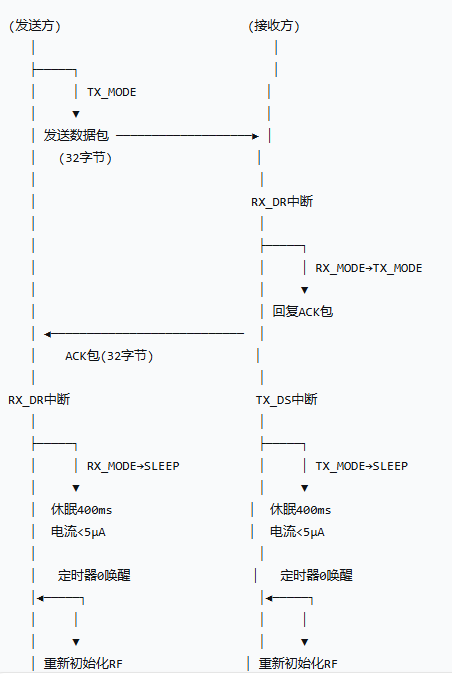 (发送方) (接收方)
TX_MODE
发送数据包
(32字节)
RX_DR中断
RX_MODE→TX_MODE
回复ACK包
ACK包(32字节)
RX_DR中断 TX_DS中断
RX_MODE→SLEEP TX_MODE→SLEEP
休眠400ms 休眠400ms
电流<5μA 电流<5μA
定时器0唤醒 定时器0唤醒
重新初始化RF 重新初始化RF